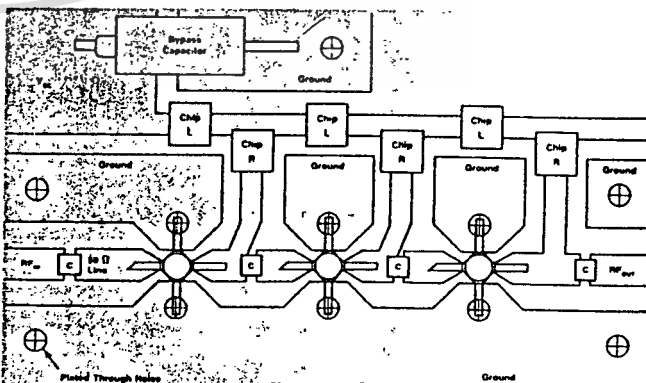 Bypass
Capacitor
Ground
Chip
L
Chip
L
Chip
L
Chip
R
Chip
R
Chip
R
Ground
Ground
Ground
Ground
RFin
C
50 Ω
Line
C
C
C
RFOUT
Plated Through Holes
Ground